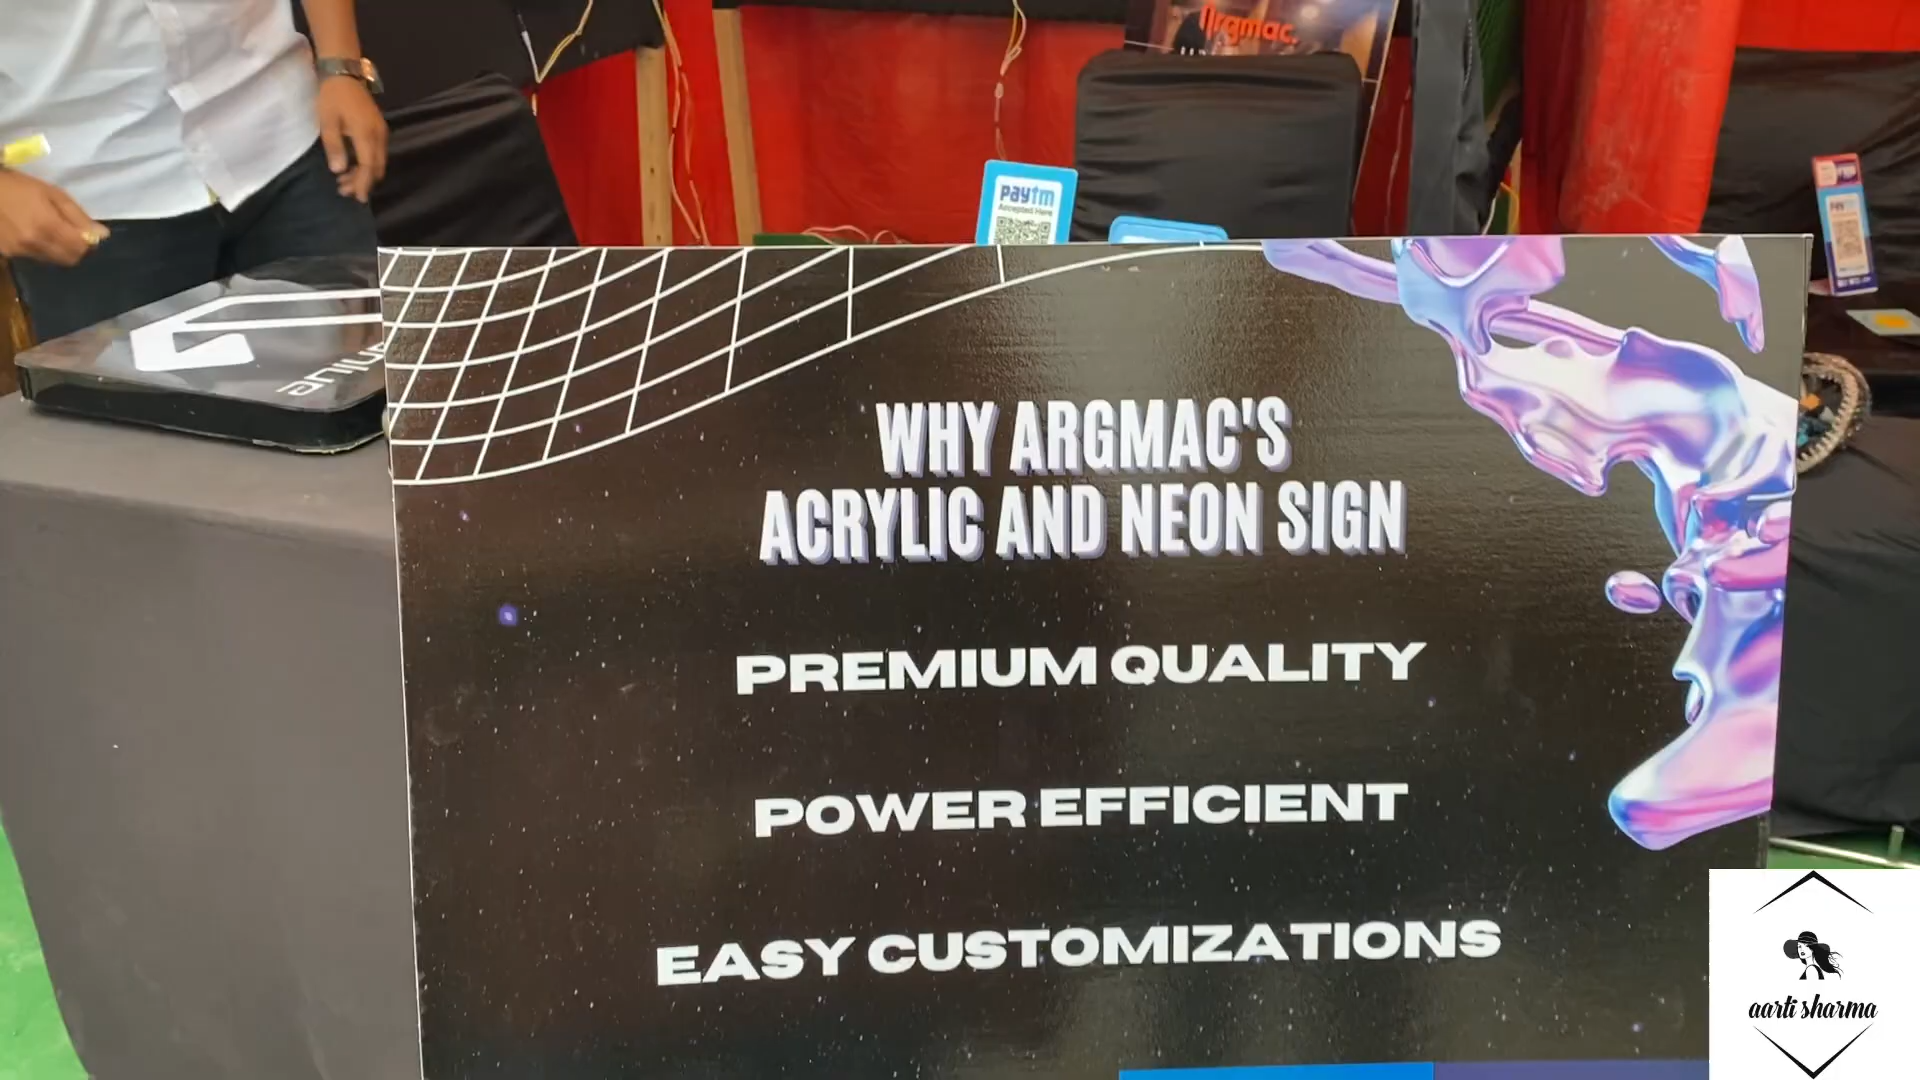 Argmac.
paytm
Accepted Here
WHY ARGMAC'S
ACRYLIC AND NEON SIGN
PREMIUM QUALITY
POWER EFFICIENT
EASY CUSTOMIZATIONS
aarti sharma